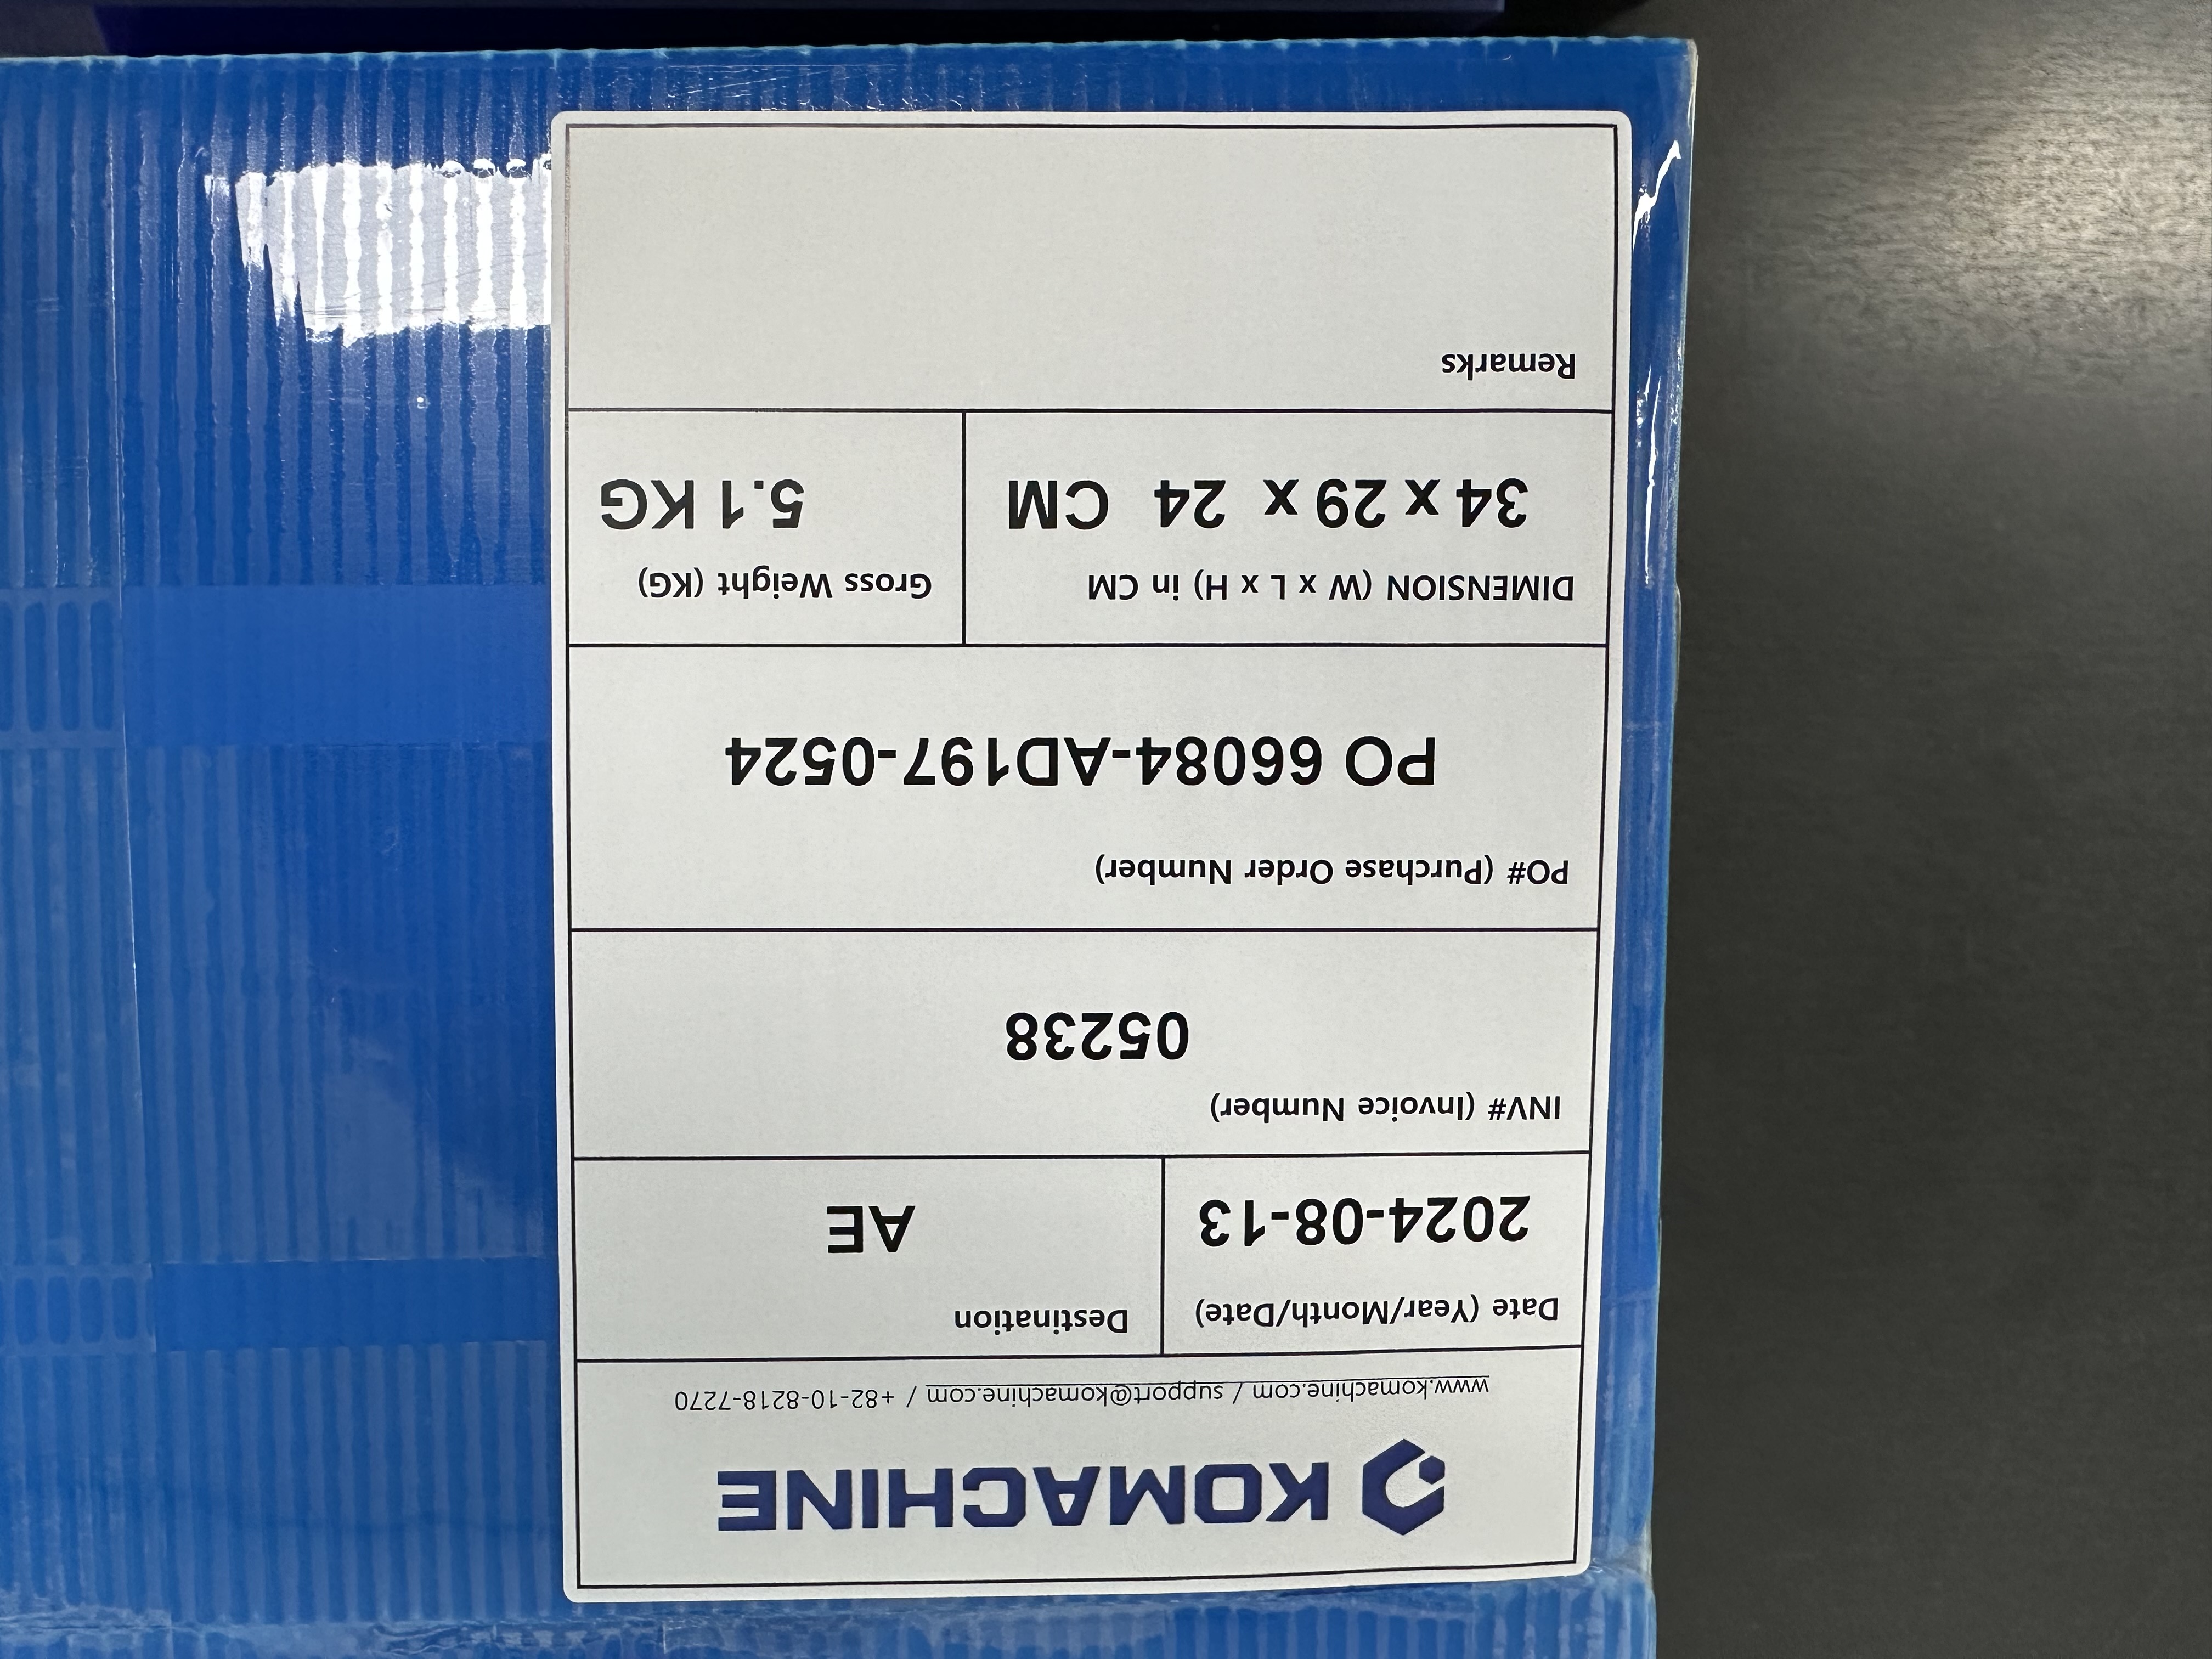 KOMACHINE
www.komachine.com / support@komachine.com / +82-10-8218-7270
Date (Year/Month/Date)
2024-08-13
Destination
AE
INV# (Invoice Number)
05238
PO# (Purchase Order Number)
PO 66084-AD197-0524
DIMENSION (W x L x H) in CM
34 x 29 x 24 CM
Gross Weight (KG)
5.1 KG
Remarks